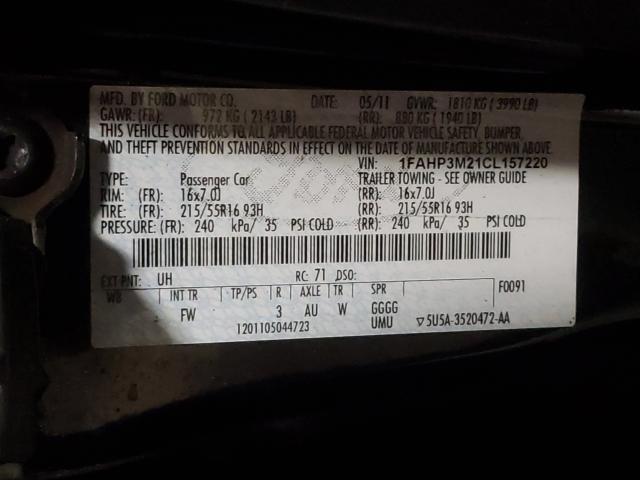 MFD. BY FORD MOTOR CO. DATE: 05/11 GVWR: 1810 KG ( 3990 LB)
GAWR: (FR): 972 KG ( 2143 LB) (RR): 880 KG ( 1940 LB)
THIS VEHICLE CONFORMS TO ALL APPLICABLE FEDERAL MOTOR VEHICLE SAFETY, BUMPER,
AND THEFT PREVENTION STANDARDS IN EFFECT ON THE DATE OF MANUFACTURE SHOWN ABOVE.
VIN: 1FAHP3M21CL157220
TYPE: Passenger Car TRAILER TOWING - SEE OWNER GUIDE
RIM: (FR) 16x7.0J (RR): 16x7.0J
TIRE: (FR) 215/55R16 93H (RR): 215/55R16 93H
PRESSURE: (FR) 240 kPa/ 35 PSI COLD (RR): 240 kPa/ 35 PSI COLD
EXT PNT: UH RC: 71 DSO: F0091
WB INT TR TP/PS R AXLE TR SPR
FW 3 AU W GGGG
UMU
1201105044723 ▽5U5A-3520472-AA